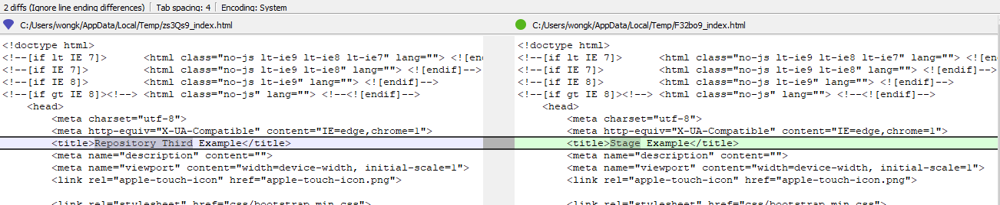 2 diffs (Ignore line ending differences) Tab spacing: 4 Encoding: System
C:/Users/wongk/AppData/Local/Temp/zs3Qs9_index.html
<!doctype html>
<!--[if lt IE 7]>      <html class="no-js lt-ie9 lt-ie8 lt-ie7" lang=""> <![end
<!--[if IE 7]>         <html class="no-js lt-ie9 lt-ie8" lang=""> <![endif]-->
<!--[if IE 8]>         <html class="no-js lt-ie9" lang=""> <![endif]-->
<!--[if gt IE 8]><!--> <html class="no-js" lang=""> <!--<![endif]-->
    <head>
        <meta charset="utf-8">
        <meta http-equiv="X-UA-Compatible" content="IE=edge,chrome=1">
        <title>Repository Third Example</title>
        <meta name="description" content="">
        <meta name="viewport" content="width=device-width, initial-scale=1">
        <link rel="apple-touch-icon" href="apple-touch-icon.png">
        <link rel="stylesheet" href="css/bootstrap.min.css">
C:/Users/wongk/AppData/Local/Temp/F32bo9_index.html
<!doctype html>
<!--[if lt IE 7]>      <html class="no-js lt-ie9 lt-ie8 lt-ie7" lang=""> <![en
<!--[if IE 7]>         <html class="no-js lt-ie9 lt-ie8" lang=""> <![endif]-->
<!--[if IE 8]>         <html class="no-js lt-ie9" lang=""> <![endif]-->
<!--[if gt IE 8]><!--> <html class="no-js" lang=""> <!--<![endif]-->
    <head>
        <meta charset="utf-8">
        <meta http-equiv="X-UA-Compatible" content="IE=edge,chrome=1">
        <title>Stage Example</title>
        <meta name="description" content="">
        <meta name="viewport" content="width=device-width, initial-scale=1">
        <link rel="apple-touch-icon" href="apple-touch-icon.png">
        <link rel="stylesheet" href="css/bootstrap.min.css">